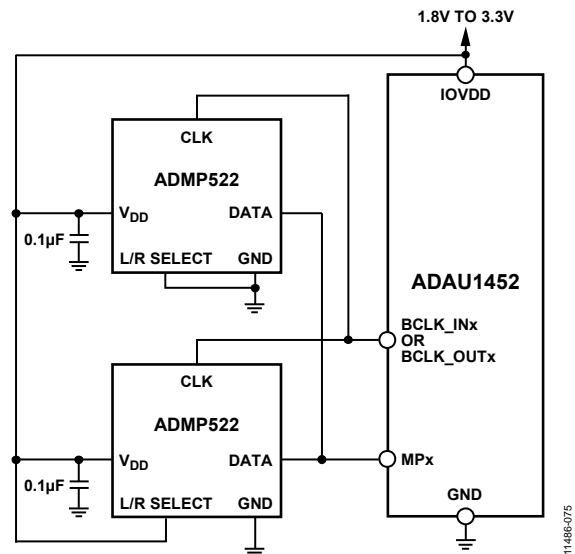 1.8V TO 3.3V
IOVDD
CLK
ADMP522
VDD
DATA
0.1µF
L/R SELECT
GND
ADAU1452
BCLK_INx
OR
BCLK_OUTx
CLK
ADMP522
VDD
DATA
MPx
0.1µF
L/R SELECT
GND
GND
11486-075